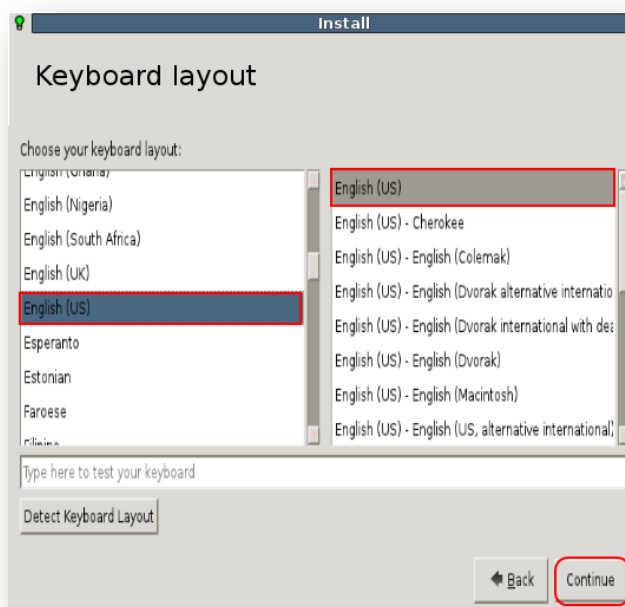 Install
Keyboard layout
Choose your keyboard layout:
English (Ghana)
English (Nigeria)
English (South Africa)
English (UK)
English (US)
Esperanto
Estonian
Faroese
Filipino
English (US)
English (US) - Cherokee
English (US) - English (Colemak)
English (US) - English (Dvorak alternative internatio
English (US) - English (Dvorak international with dea
English (US) - English (Dvorak)
English (US) - English (Macintosh)
English (US) - English (US, alternative international)
Type here to test your keyboard
Detect Keyboard Layout
Back
Continue